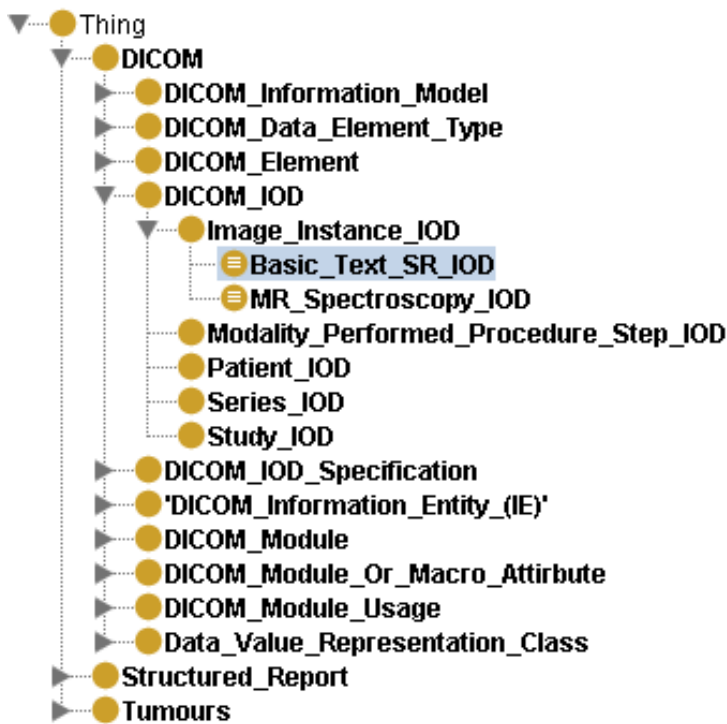 Thing
DICOM
DICOM_Information_Model
DICOM_Data_Element_Type
DICOM_Element
DICOM_IOD
Image_Instance_IOD
Basic_Text_SR_IOD
MR_Spectroscopy_IOD
Modality_Performed_Procedure_Step_IOD
Patient_IOD
Series_IOD
Study_IOD
DICOM_IOD_Specification
'DICOM_Information_Entity_(IE)'
DICOM_Module
DICOM_Module_Or_Macro_Attirbute
DICOM_Module_Usage
Data_Value_Representation_Class
Structured_Report
Tumours